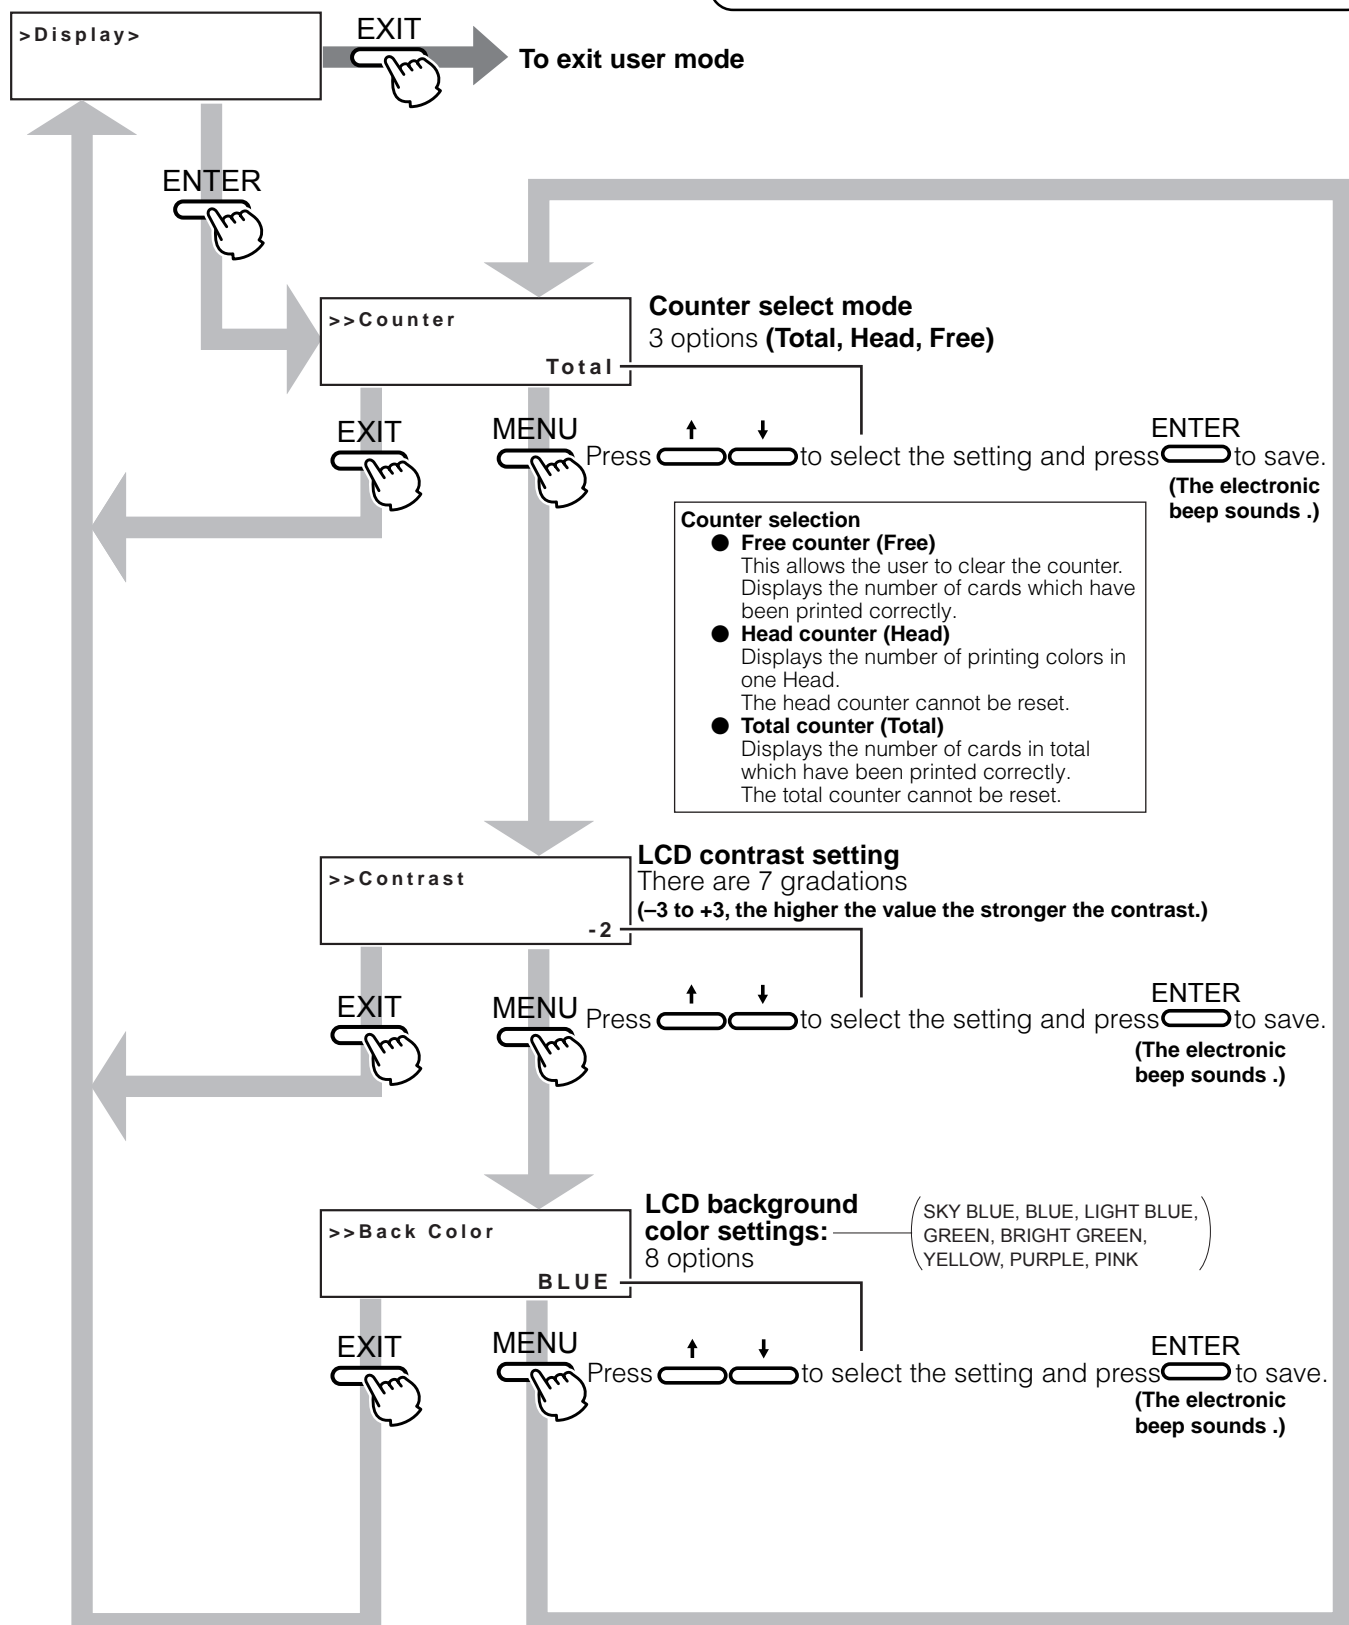 >Display>
EXIT
To exit user mode
ENTER
>>Counter
Total
Counter select mode
3 options (Total, Head, Free)
EXIT
MENU
Press ↑ ↓ to select the setting and press ENTER to save.
(The electronic
beep sounds .)
Counter selection
● Free counter (Free)
This allows the user to clear the counter.
Displays the number of cards which have
been printed correctly.
● Head counter (Head)
Displays the number of printing colors in
one Head.
The head counter cannot be reset.
● Total counter (Total)
Displays the number of cards in total
which have been printed correctly.
The total counter cannot be reset.
>>Contrast
-2
LCD contrast setting
There are 7 gradations
(–3 to +3, the higher the value the stronger the contrast.)
EXIT
MENU
Press ↑ ↓ to select the setting and press ENTER to save.
(The electronic
beep sounds .)
>>Back Color
BLUE
LCD background
color settings:
8 options
SKY BLUE, BLUE, LIGHT BLUE,
GREEN, BRIGHT GREEN,
YELLOW, PURPLE, PINK
EXIT
MENU
Press ↑ ↓ to select the setting and press ENTER to save.
(The electronic
beep sounds .)